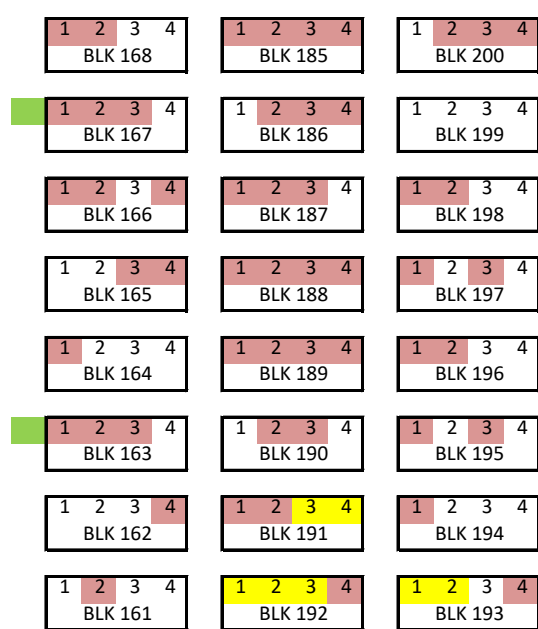 1 2 3 4 1 2 3 4 1 2 3 4
BLK 168 BLK 185 BLK 200
1 2 3 4 1 2 3 4 1 2 3 4
BLK 167 BLK 186 BLK 199
1 2 3 4 1 2 3 4 1 2 3 4
BLK 166 BLK 187 BLK 198
1 2 3 4 1 2 3 4 1 2 3 4
BLK 165 BLK 188 BLK 197
1 2 3 4 1 2 3 4 1 2 3 4
BLK 164 BLK 189 BLK 196
1 2 3 4 1 2 3 4 1 2 3 4
BLK 163 BLK 190 BLK 195
1 2 3 4 1 2 3 4 1 2 3 4
BLK 162 BLK 191 BLK 194
1 2 3 4 1 2 3 4 1 2 3 4
BLK 161 BLK 192 BLK 193